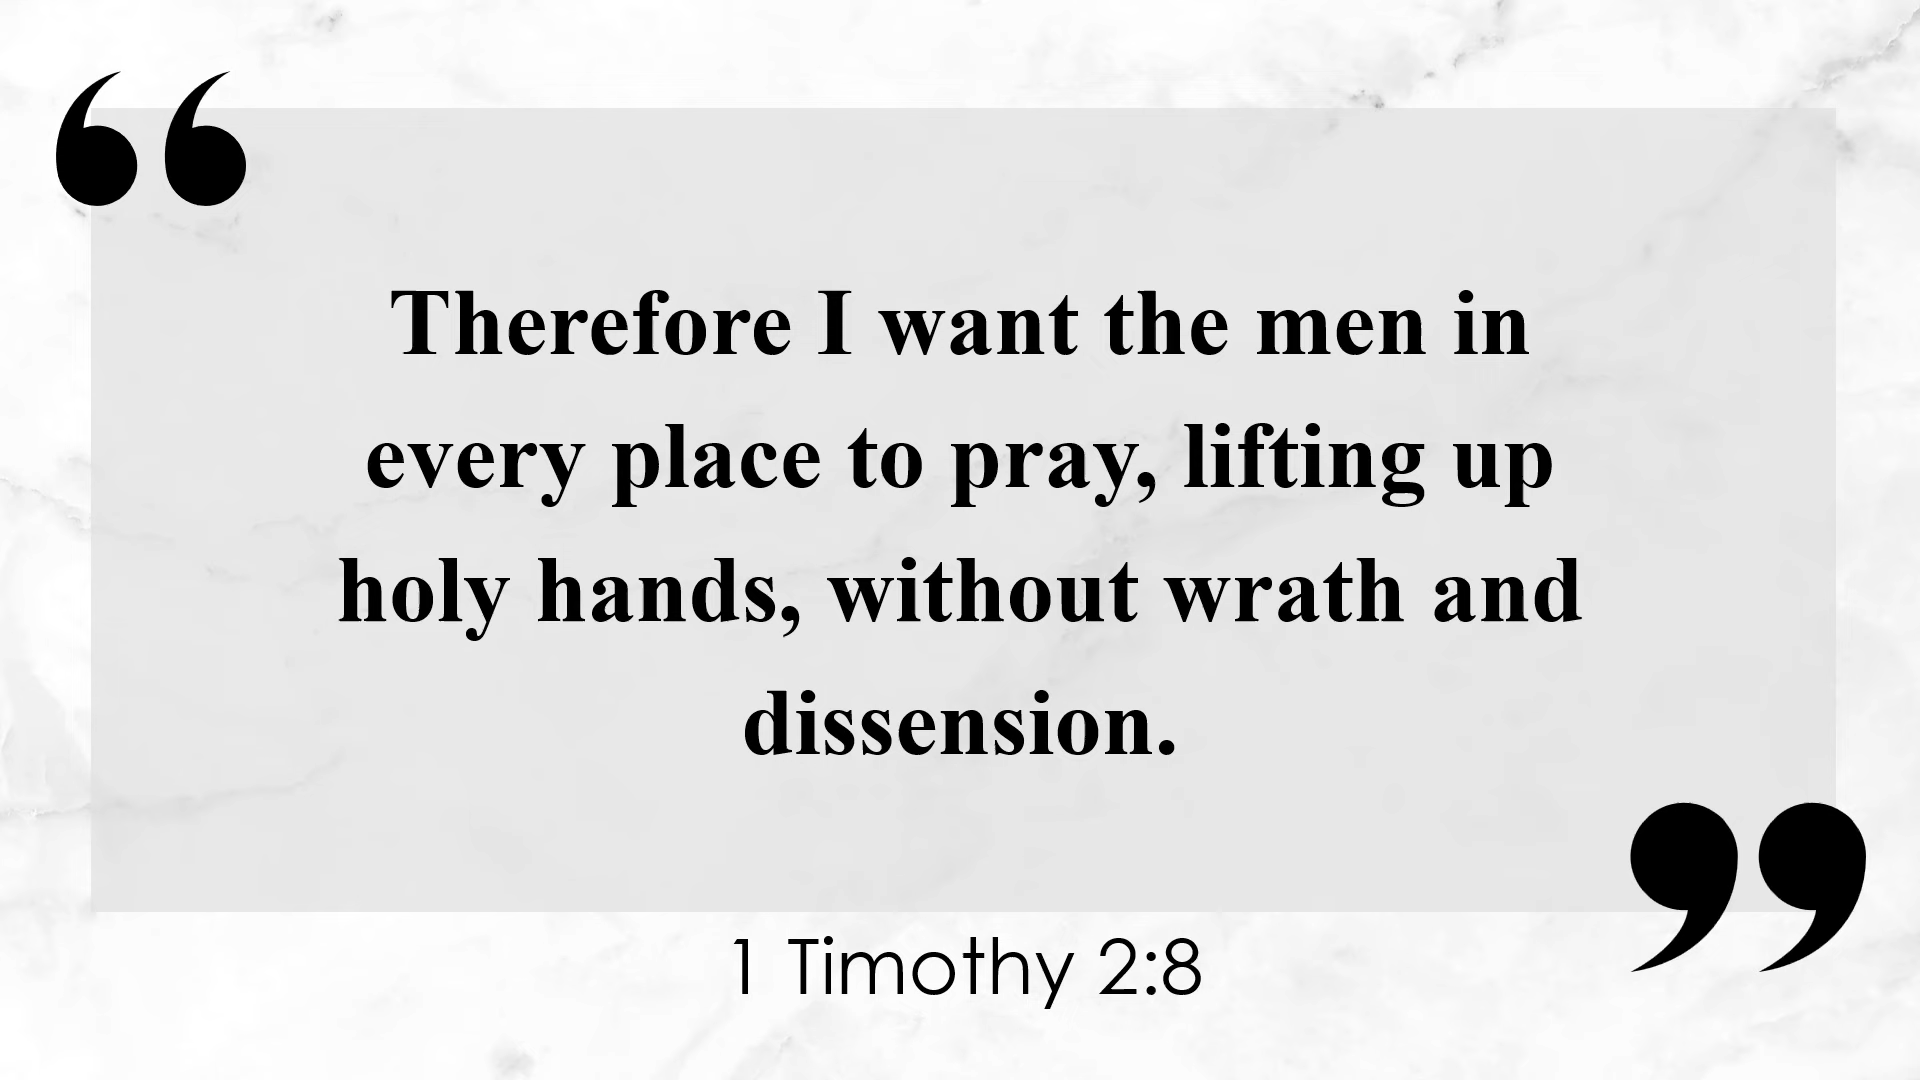 “
Therefore I want the men in
every place to pray, lifting up
holy hands, without wrath and
dissension.
”
1 Timothy 2:8